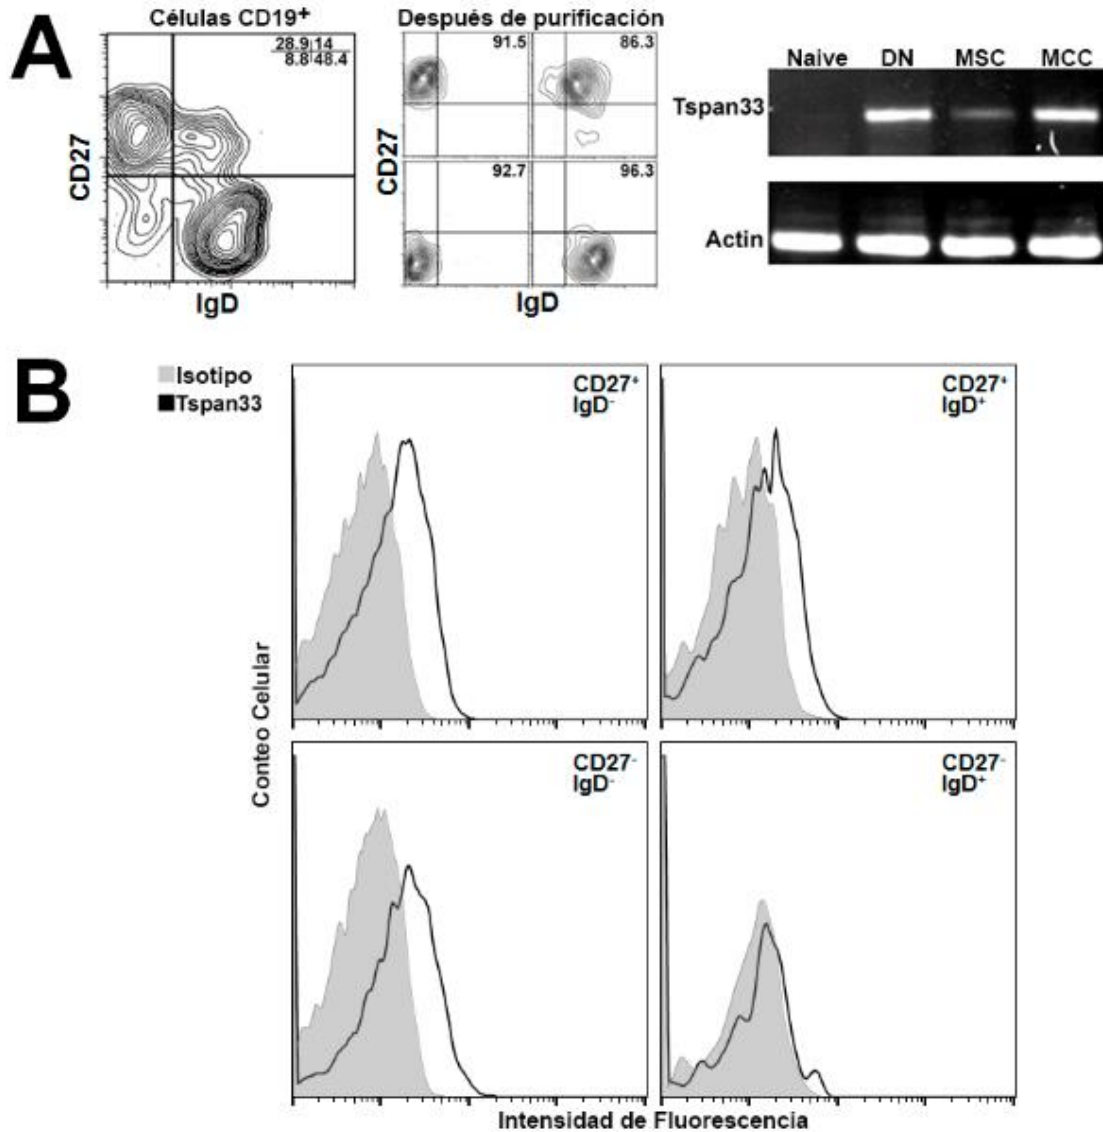 A
Células CD19+
28.9 14
8.8 48.4
CD27
IgD
Después de purificación
91.5 86.3
92.7 96.3
CD27
IgD
Naive DN MSC MCC
Tspan33
Actin
B
Isotipo
Tspan33
CD27+
IgD-
CD27+
IgD+
CD27-
IgD-
CD27-
IgD+
Conteo Celular
Intensidad de Fluorescencia